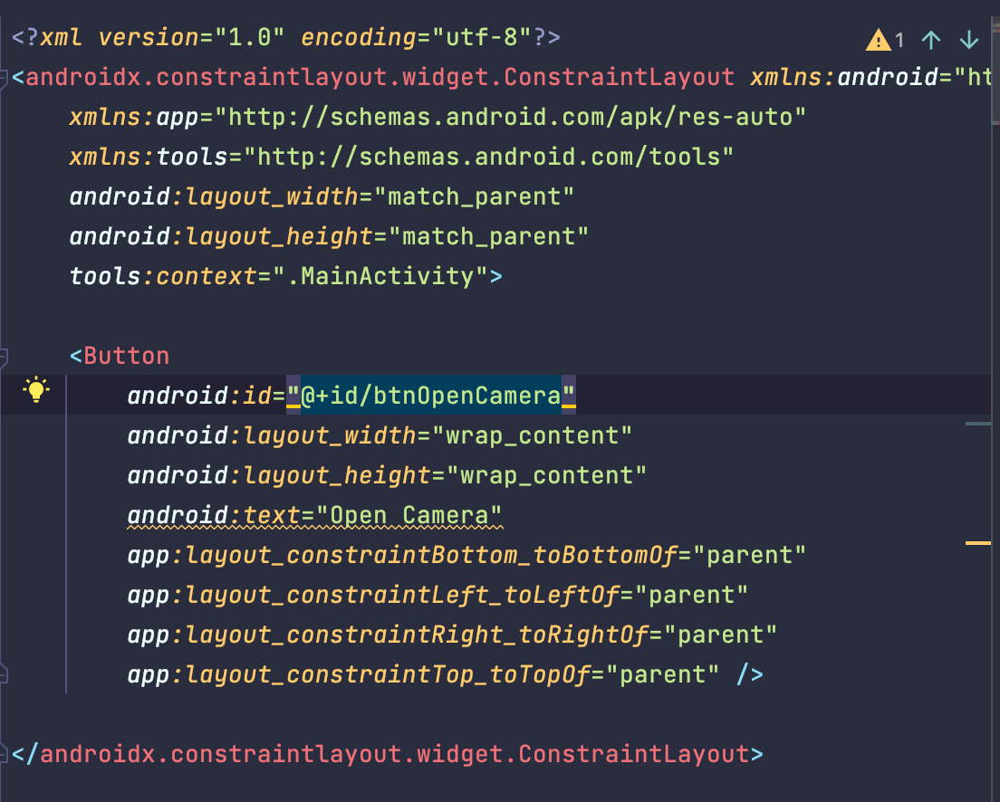 <?xml version="1.0" encoding="utf-8"?>
1
<androidx.constraintlayout.widget.ConstraintLayout xmlns:android="ht
xmlns:app="http://schemas.android.com/apk/res-auto"
xmlns:tools="http://schemas.android.com/tools"
android:layout_width="match_parent"
android:layout_height="match_parent"
tools:context=".MainActivity">
<Button
android:id="@+id/btnOpenCamera"
android:layout_width="wrap_content"
android:layout_height="wrap_content"
android:text="Open Camera"
app:layout_constraintBottom_toBottomOf="parent"
app:layout_constraintLeft_toLeftOf="parent"
app:layout_constraintRight_toRightOf="parent"
app:layout_constraintTop_toTopOf="parent" />
</androidx.constraintlayout.widget.ConstraintLayout>